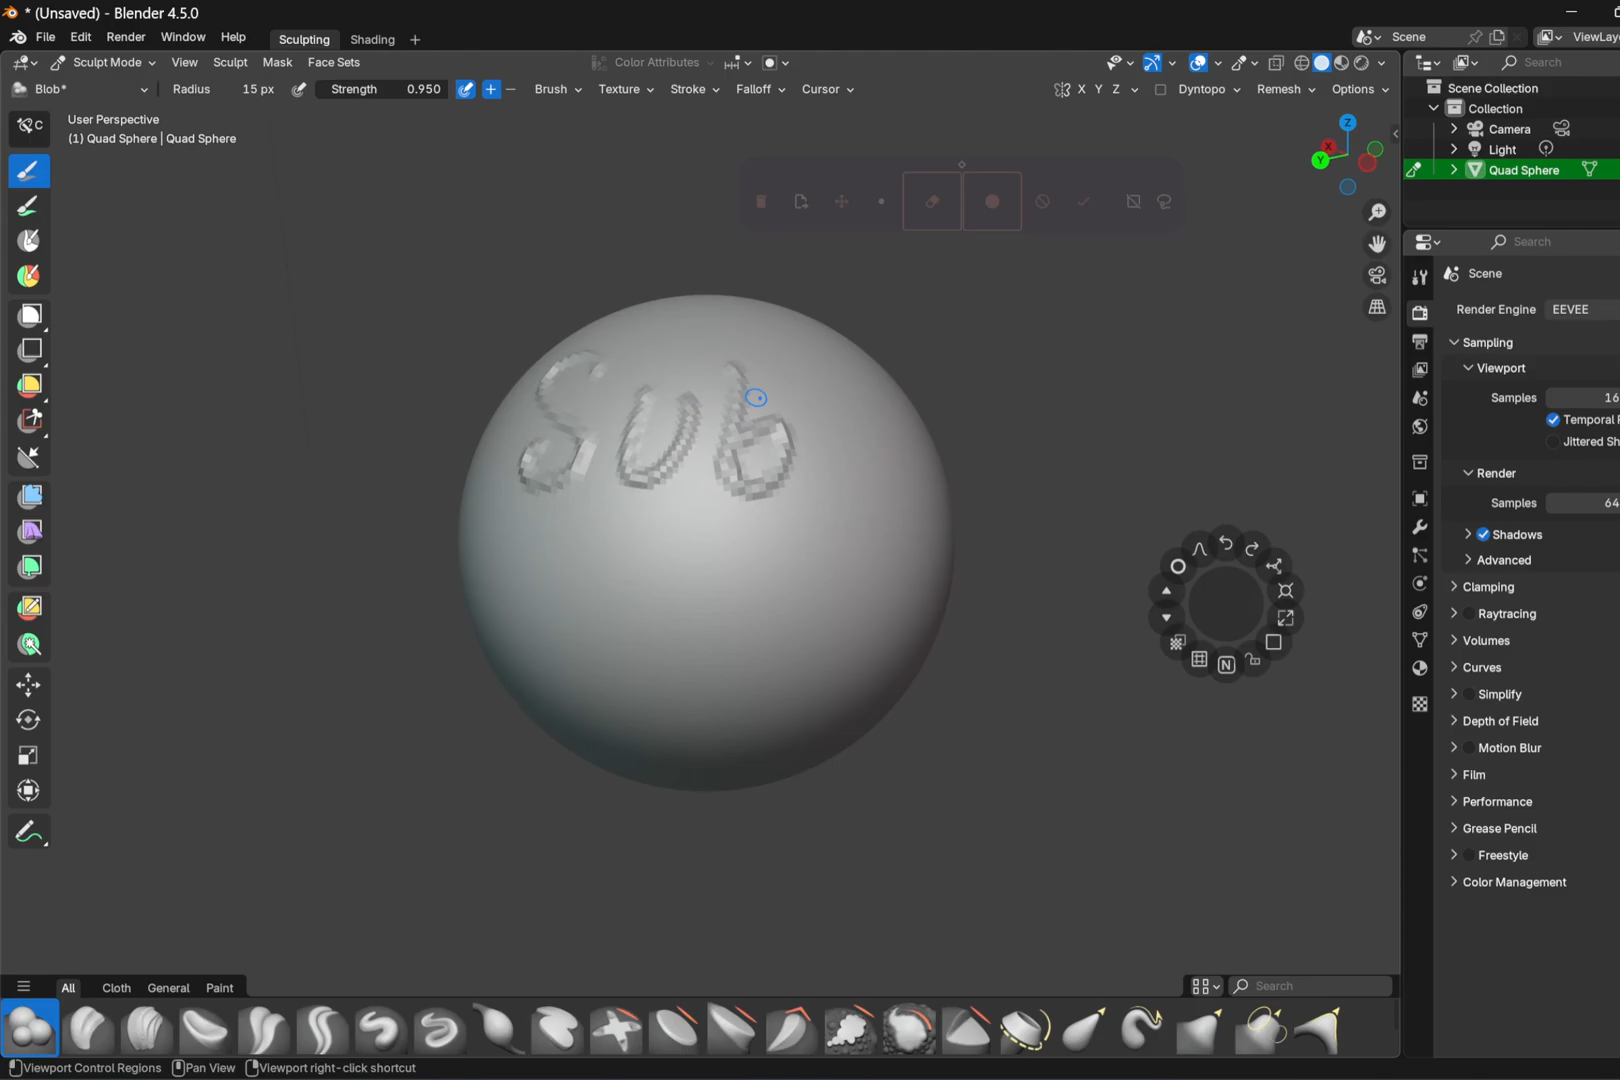 * (Unsaved) - Blender 4.5.0
File Edit Render Window Help Sculpting Shading + Scene ViewLay
Sculpt Mode View Sculpt Mask Face Sets Color Attributes Search
Blob* Radius 15 px Strength 0.950 Brush Texture Stroke Falloff Cursor X Y Z Dyntopo Remesh Options
Scene Collection
Collection
Camera
Light
Quad Sphere
User Perspective
(1) Quad Sphere | Quad Sphere
C
Z
X
Y
Sub
N
Search
Scene
Render Engine EEVEE
Sampling
Viewport
Samples 16
Temporal
Jittered Sh
Render
Samples 64
Shadows
Advanced
Clamping
Raytracing
Volumes
Curves
Simplify
Depth of Field
Motion Blur
Film
Performance
Grease Pencil
Freestyle
Color Management
All Cloth General Paint Search
Viewport Control Regions Pan View Viewport right-click shortcut